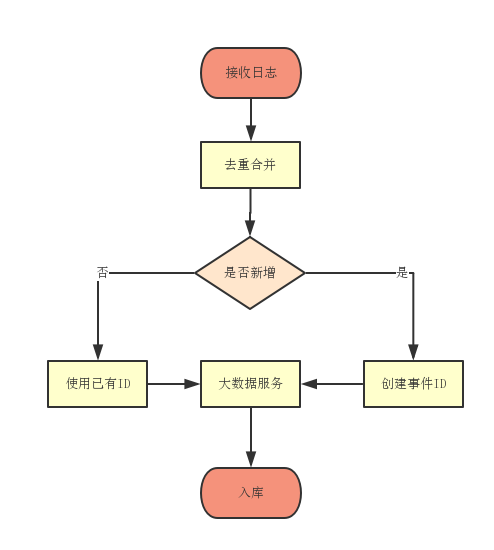 接收日志
去重合并
是否新增
否
是
使用已有ID
大数据服务
创建事件ID
入库